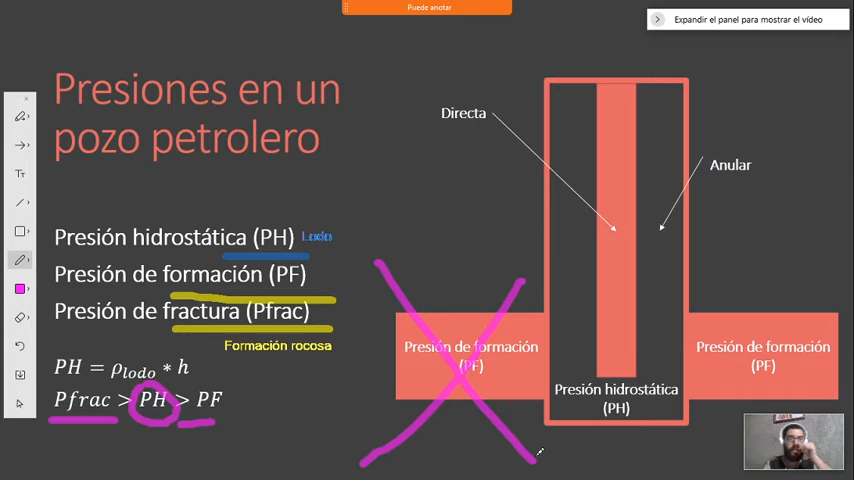 Puede anotar
Expandir el panel para mostrar el vídeo
Presiones en un
pozo petrolero
Presión hidrostática (PH) Lodo
Presión de formación (PF)
Presión de fractura (Pfrac)
Formación rocosa
PH = ρlodo * h
Pfrac > PH > PF
Directa
Anular
Presión de formación
(PF)
Presión hidrostática
(PH)
Presión de formación
(PF)
Tт